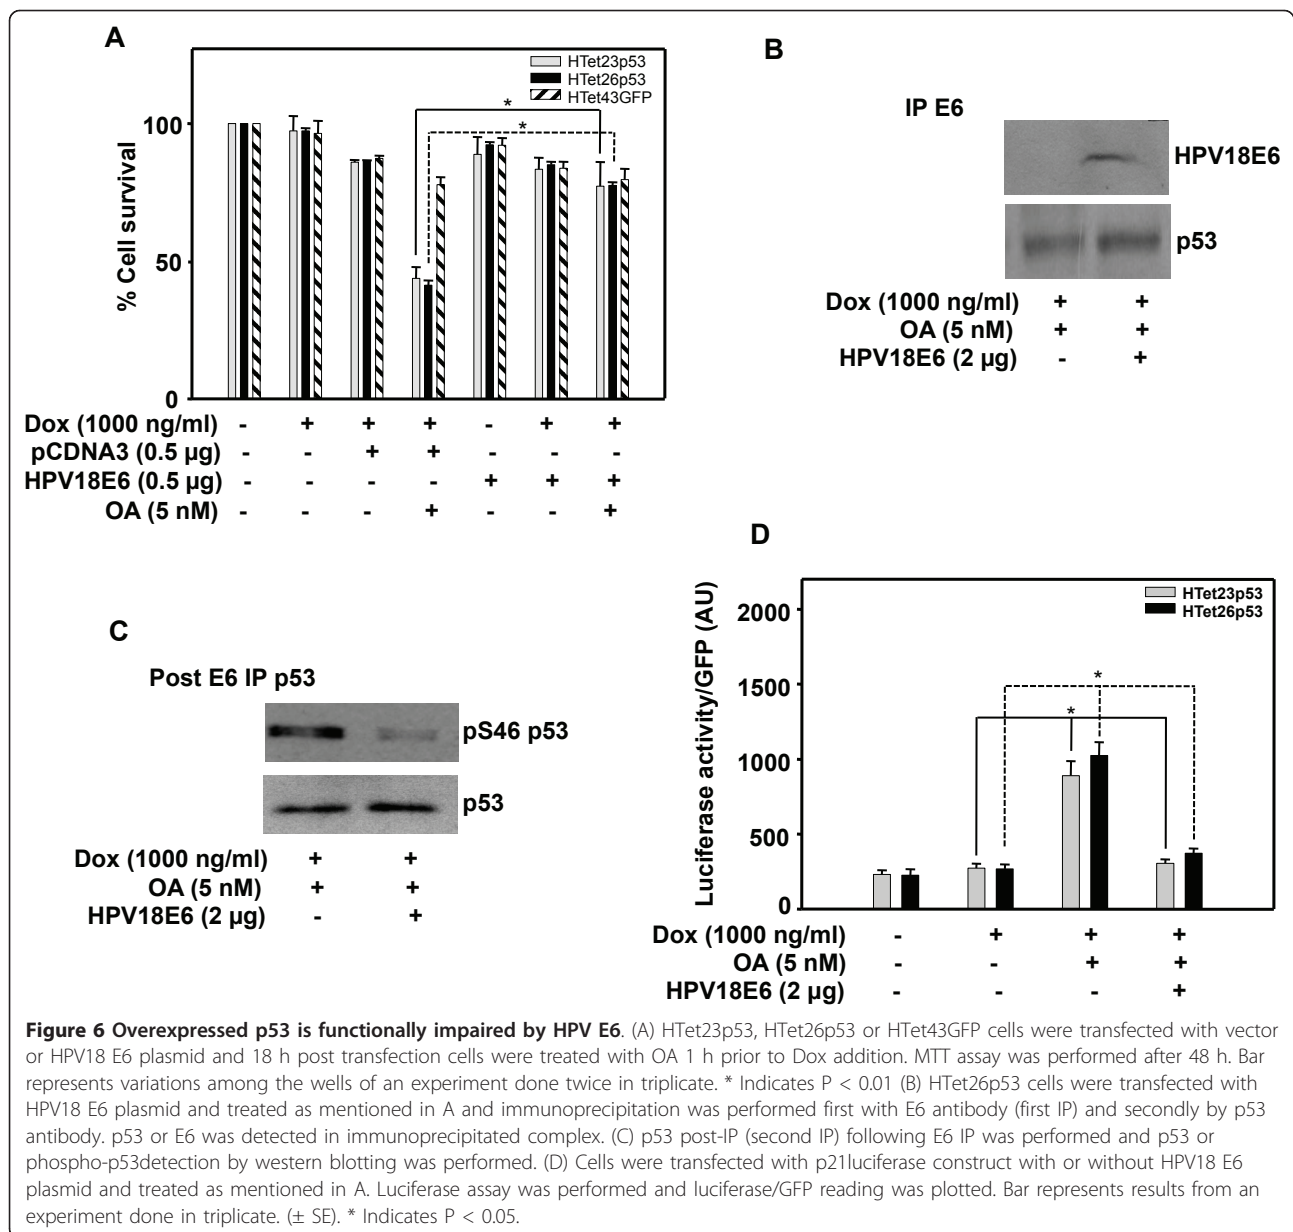 A
HTet23p53
HTet26p53
HTet43GFP
*
*
100
50
0
% Cell survival
Dox (1000 ng/ml) - + + + - + +
pCDNA3 (0.5 µg) - - + + - - -
HPV18E6 (0.5 µg) - - - - + + +
OA (5 nM) - - - + - - +
B
IP E6
HPV18E6
p53
Dox (1000 ng/ml) + +
OA (5 nM) + +
HPV18E6 (2 µg) - +
C
Post E6 IP p53
pS46 p53
p53
Dox (1000 ng/ml) + +
OA (5 nM) + +
HPV18E6 (2 µg) - +
D
HTet23p53
HTet26p53
*
*
2000
1500
1000
500
0
Luciferase activity/GFP (AU)
Dox (1000 ng/ml) - + + +
OA (5 nM) - - + +
HPV18E6 (2 µg) - - - +
Figure 6 Overexpressed p53 is functionally impaired by HPV E6. (A) HTet23p53, HTet26p53 or HTet43GFP cells were transfected with vector
or HPV18 E6 plasmid and 18 h post transfection cells were treated with OA 1 h prior to Dox addition. MTT assay was performed after 48 h. Bar
represents variations among the wells of an experiment done twice in triplicate. * Indicates P < 0.01 (B) HTet26p53 cells were transfected with
HPV18 E6 plasmid and treated as mentioned in A and immunoprecipitation was performed first with E6 antibody (first IP) and secondly by p53
antibody. p53 or E6 was detected in immunoprecipitated complex. (C) p53 post-IP (second IP) following E6 IP was performed and p53 or
phospho-p53detection by western blotting was performed. (D) Cells were transfected with p21luciferase construct with or without HPV18 E6
plasmid and treated as mentioned in A. Luciferase assay was performed and luciferase/GFP reading was plotted. Bar represents results from an
experiment done in triplicate. (± SE). * Indicates P < 0.05.